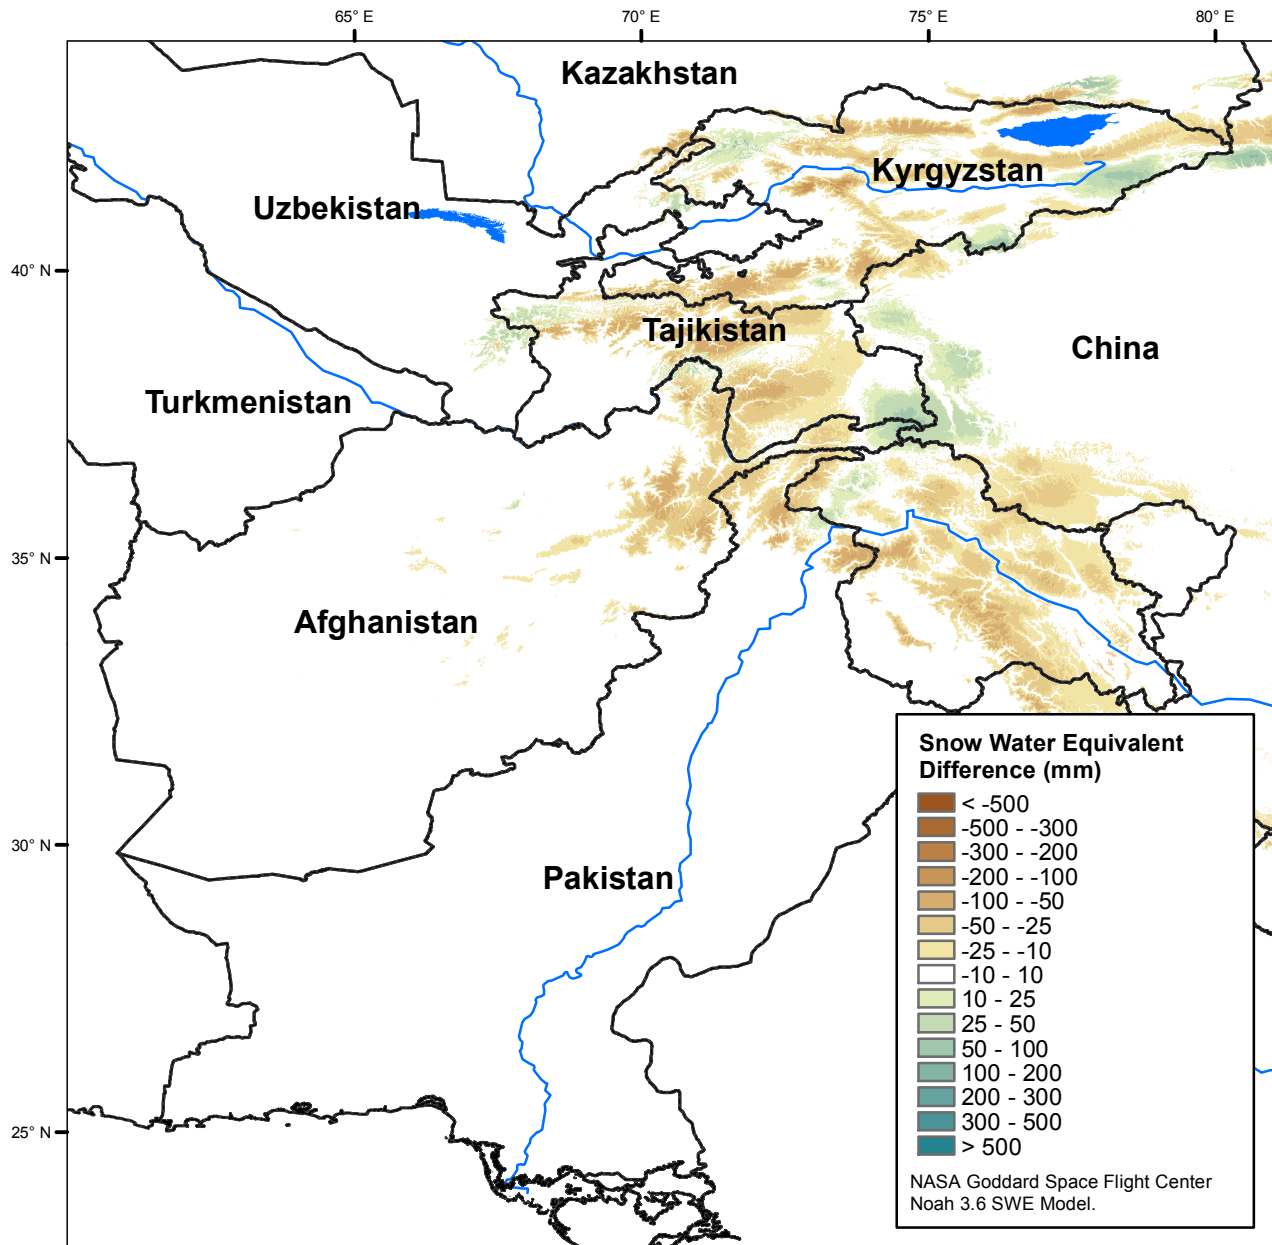 65° E
70° E
75° E
80° E
Kazakhstan
Kyrgyzstan
Uzbekistan
40° N
Tajikistan
China
Turkmenistan
35° N
Afghanistan
Snow Water Equivalent
Difference (mm)
< -500
-500 - -300
-300 - -200
-200 - -100
-100 - -50
-50 - -25
-25 - -10
-10 - 10
10 - 25
25 - 50
50 - 100
100 - 200
200 - 300
300 - 500
> 500
NASA Goddard Space Flight Center
Noah 3.6 SWE Model.
30° N
Pakistan
25° N